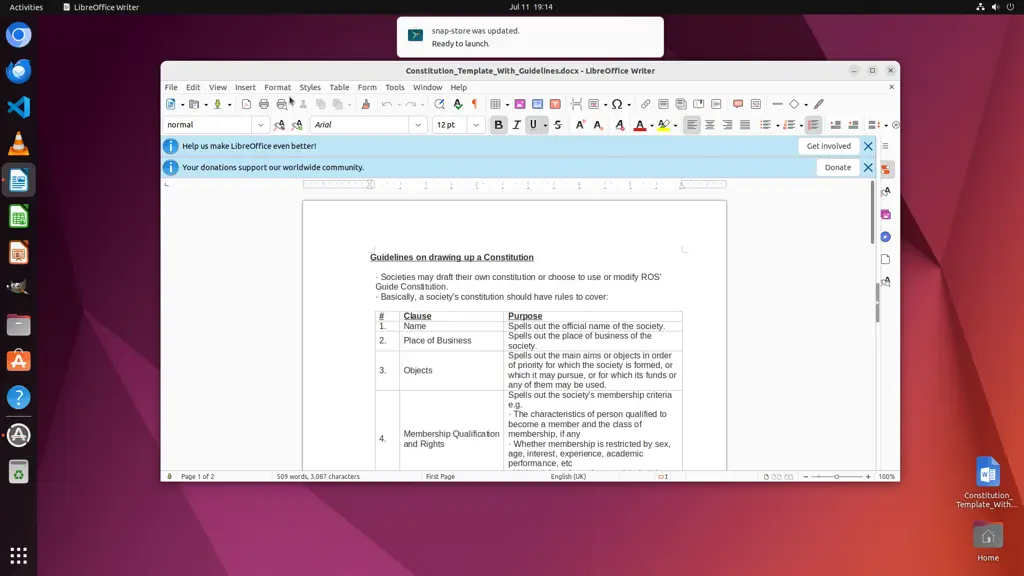 Activities
LibreOffice Writer
Jul 11 19:14
snap-store was updated.
Ready to launch.
Constitution_Template_With_Guidelines.docx - LibreOffice Writer
File Edit View Insert Format Styles Table Form Tools Window Help
normal
Arial
12 pt
Help us make LibreOffice even better!
Get involved
Your donations support our worldwide community.
Donate
Guidelines on drawing up a Constitution
· Societies may draft their own constitution or choose to use or modify ROS'
Guide Constitution.
· Basically, a society's constitution should have rules to cover:
# Clause Purpose
1. Name Spells out the official name of the society.
2. Place of Business Spells out the place of business of the
society.
3. Objects Spells out the main aims or objects in order
of priority for which the society is formed, or
which it may pursue, or for which its funds or
any of them may be used.
4. Membership Qualification
and Rights
Spells out the society's membership criteria
e.g.
· The characteristics of person qualified to
become a member and the class of
membership, if any
· Whether membership is restricted by sex,
age, interest, experience, academic
performance, etc
Page 1 of 2
509 words, 3,087 characters
First Page
English (UK)
100%
Constitution_
Template_With...
Home